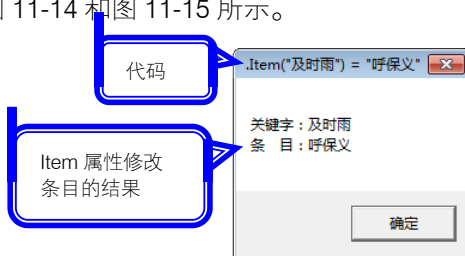 图 11-14 和图 11-15 所示。
代码
.Item("及时雨") = "呼保义"
关键字：及时雨
条　目：呼保义
Item 属性修改
条目的结果
确定